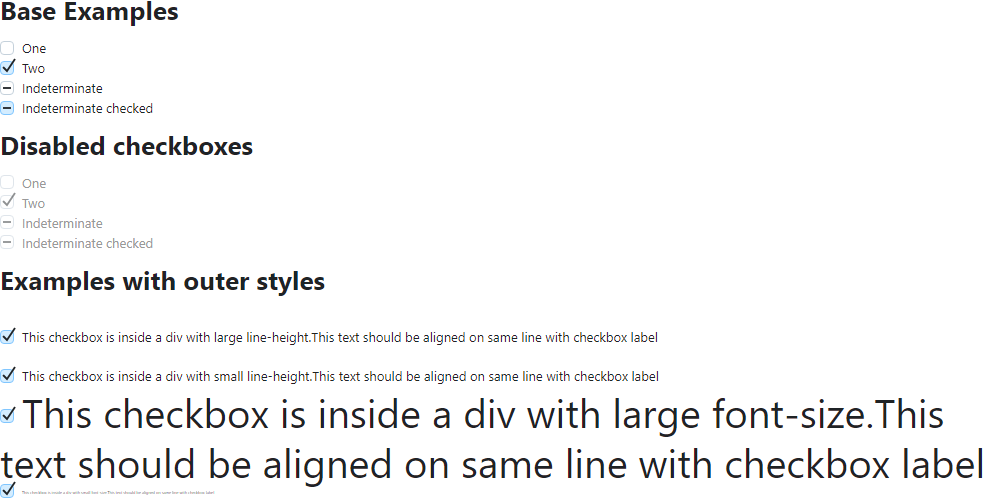 Base Examples
One
Two
Indeterminate
Indeterminate checked
Disabled checkboxes
One
Two
Indeterminate
Indeterminate checked
Examples with outer styles
This checkbox is inside a div with large line-height.This text should be aligned on same line with checkbox label
This checkbox is inside a div with small line-height.This text should be aligned on same line with checkbox label
This checkbox is inside a div with large font-size.This
text should be aligned on same line with checkbox label
This checkbox is inside a div with small font-size.This text should be aligned on same line with checkbox label